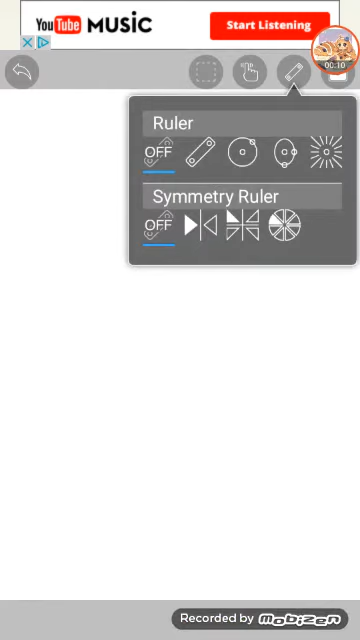 YouTube MUSIC
Start Listening
00:10
Ruler
OFF
Symmetry Ruler
OFF
Recorded by MOBIZEN